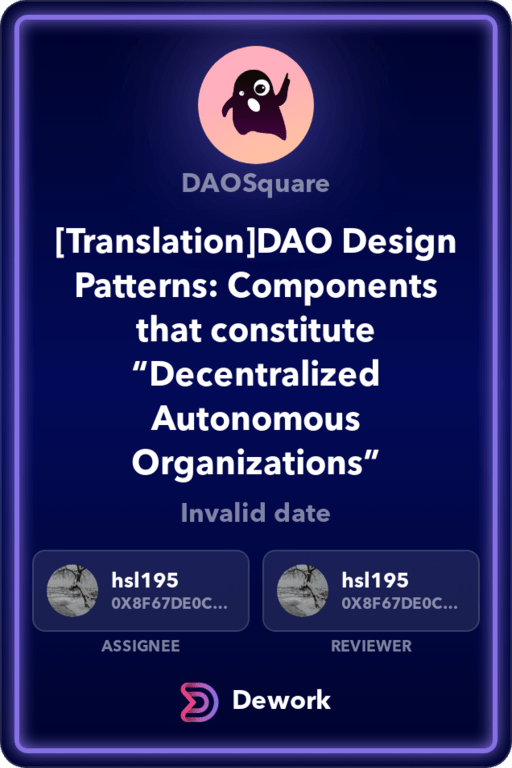 DAOSquare
[Translation]DAO Design
Patterns: Components
that constitute
“Decentralized
Autonomous
Organizations”
Invalid date
hsl195
0X8F67DE0C...
hsl195
0X8F67DE0C...
ASSIGNEE
REVIEWER
Dework